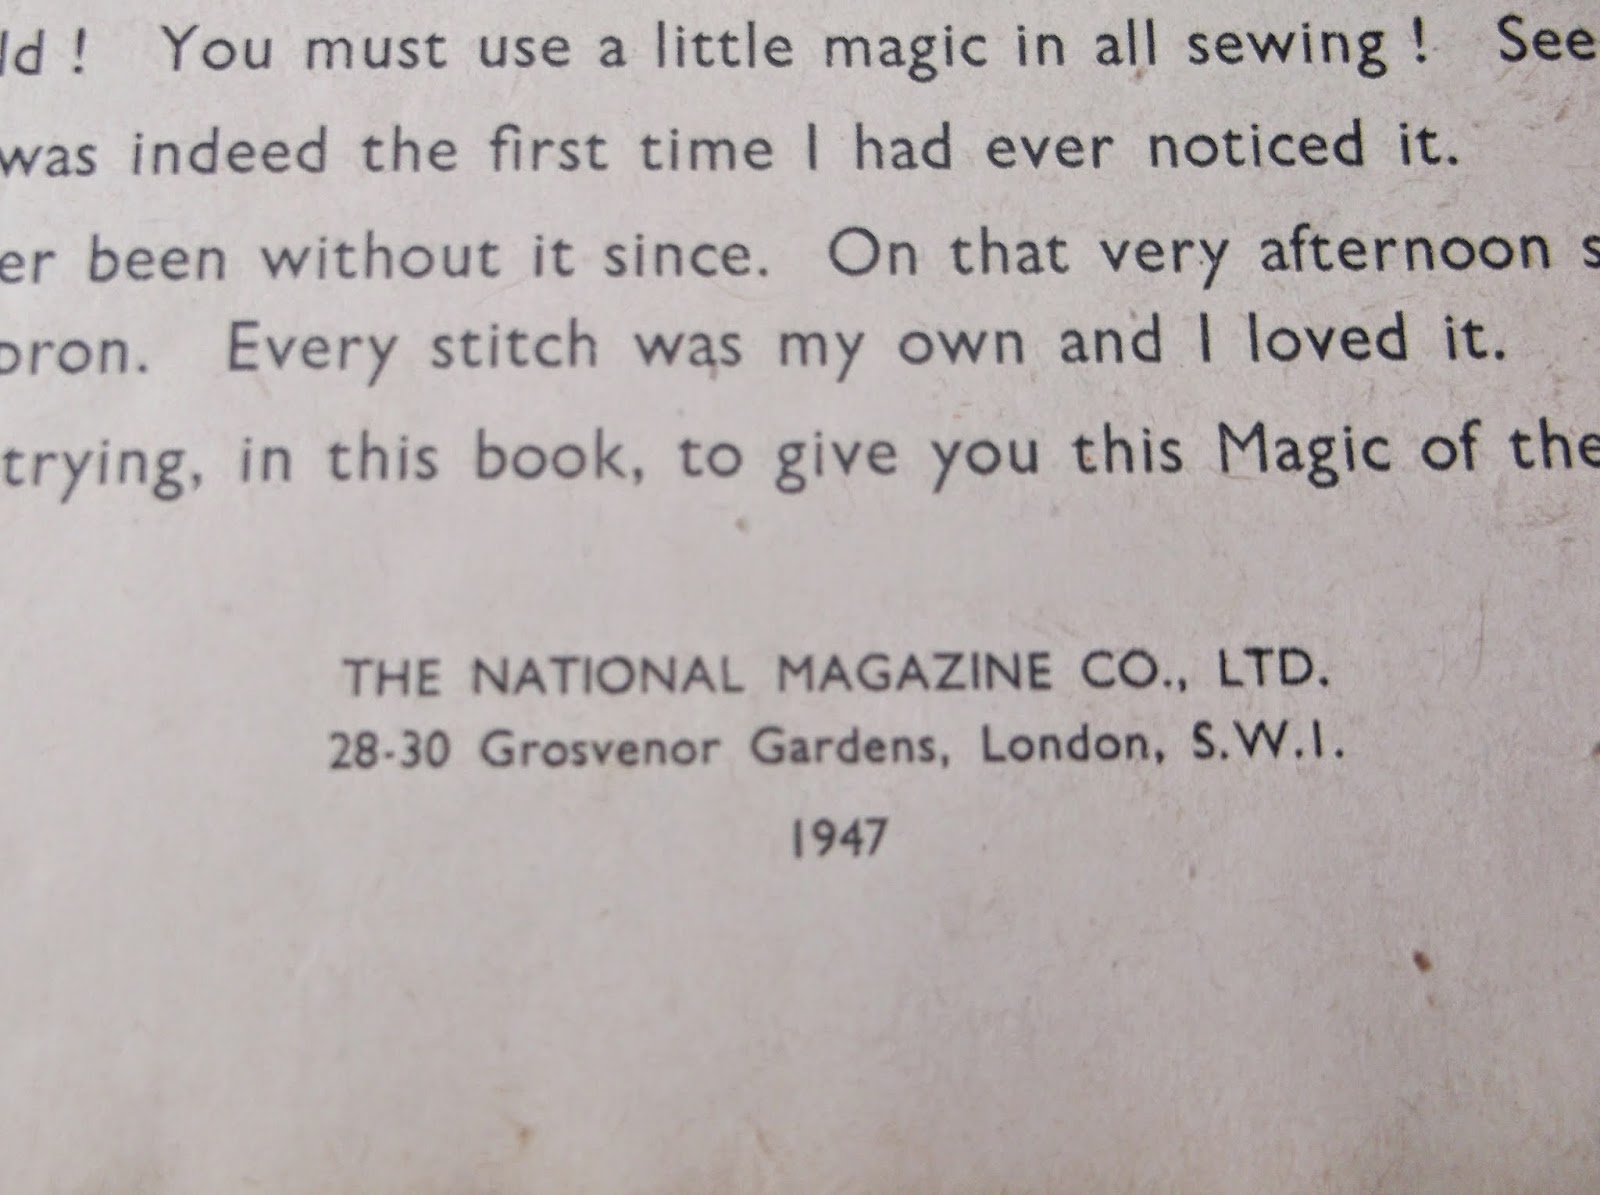 ld ! You must use a little magic in all sewing ! See
was indeed the first time I had ever noticed it.
er been without it since. On that very afternoon s
pron. Every stitch was my own and I loved it.
trying, in this book, to give you this Magic of the
THE NATIONAL MAGAZINE CO., LTD.
28-30 Grosvenor Gardens, London, S.W.1.
1947